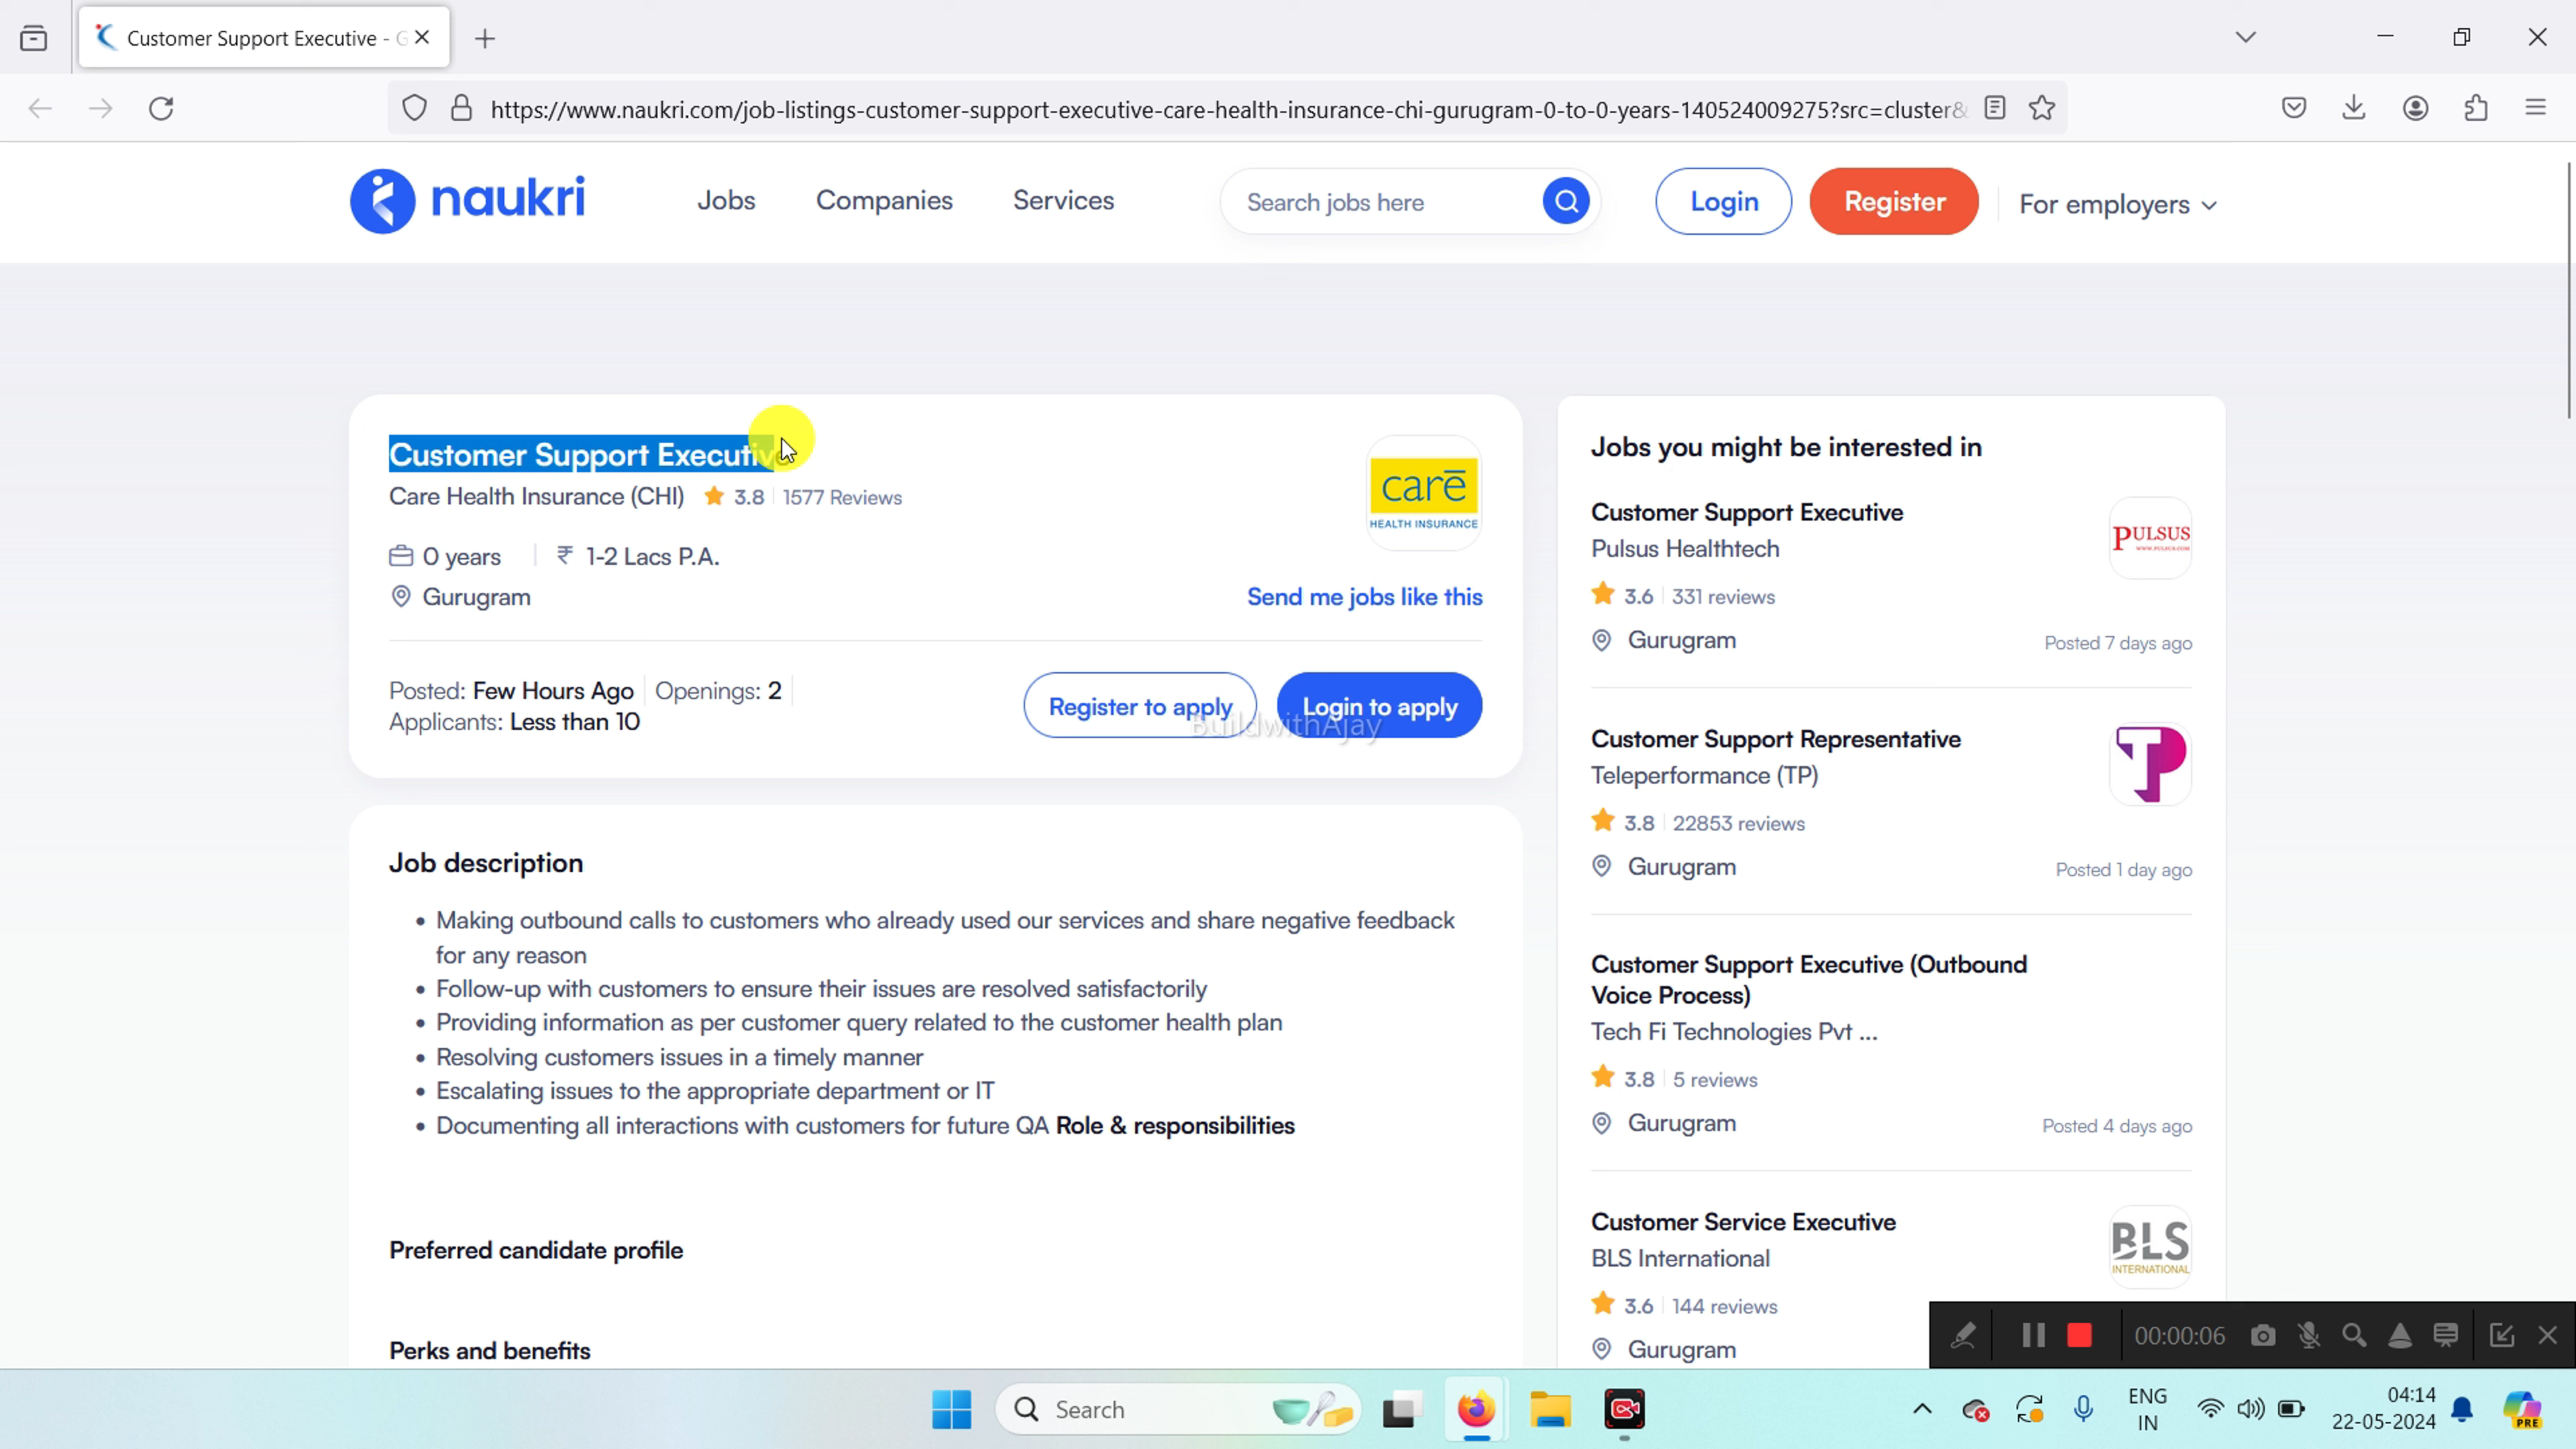 Customer Support Executive - G
https://www.naukri.com/job-listings-customer-support-executive-care-health-insurance-chi-gurugram-0-to-0-years-140524009275?src=cluster&
naukri
Jobs
Companies
Services
Search jobs here
Login
Register
For employers
Customer Support Executive
Care Health Insurance (CHI) 3.8 1577 Reviews
carē
HEALTH INSURANCE
0 years ₹ 1-2 Lacs P.A.
Gurugram
Send me jobs like this
Posted: Few Hours Ago Openings: 2
Applicants: Less than 10
Register to apply
Login to apply
BuildwithAjay
Job description
• Making outbound calls to customers who already used our services and share negative feedback
for any reason
• Follow-up with customers to ensure their issues are resolved satisfactorily
• Providing information as per customer query related to the customer health plan
• Resolving customers issues in a timely manner
• Escalating issues to the appropriate department or IT
• Documenting all interactions with customers for future QA Role & responsibilities
Preferred candidate profile
Perks and benefits
Jobs you might be interested in
Customer Support Executive
Pulsus Healthtech
PULSUS
WWW.PULSUS.COM
3.6 331 reviews
Gurugram
Posted 7 days ago
Customer Support Representative
Teleperformance (TP)
TP
3.8 22853 reviews
Gurugram
Posted 1 day ago
Customer Support Executive (Outbound
Voice Process)
Tech Fi Technologies Pvt ...
3.8 5 reviews
Gurugram
Posted 4 days ago
Customer Service Executive
BLS International
BLS
INTERNATIONAL
3.6 144 reviews
Gurugram
00:00:06
Search
ENG
IN
04:14
22-05-2024
PRE